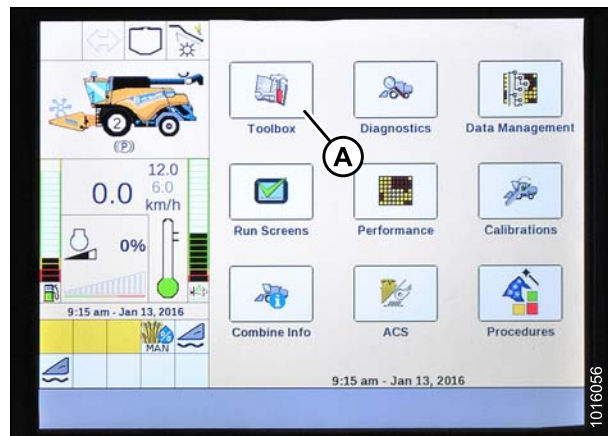 2
(P)
12.0
6.0
0.0 km/h
0%
9:15 am - Jan 13, 2016
MAN
Toolbox
Diagnostics
Data Management
A
Run Screens
Performance
Calibrations
Combine Info
ACS
Procedures
9:15 am - Jan 13, 2016
1016056